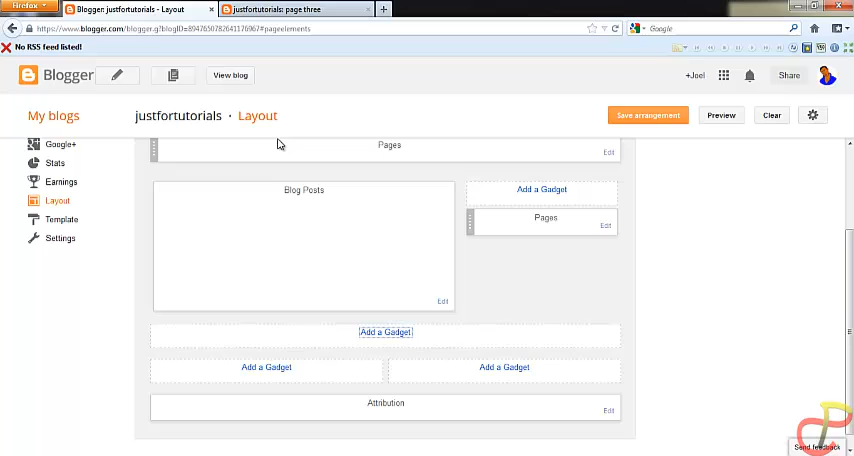 Firefox
Blogger: justfortutorials - Layout
justfortutorials: page three
https://www.blogger.com/blogger.g?blogID=8947650782641176967#pageelements
Google
No RSS feed listed!
Blogger
View blog
+Joel
Share
My blogs
justfortutorials · Layout
Save arrangement
Preview
Clear
Google+
Stats
Earnings
Layout
Template
Settings
Pages
Edit
Blog Posts
Edit
Add a Gadget
Pages
Edit
Add a Gadget
Add a Gadget
Add a Gadget
Attribution
Edit
Send feedback